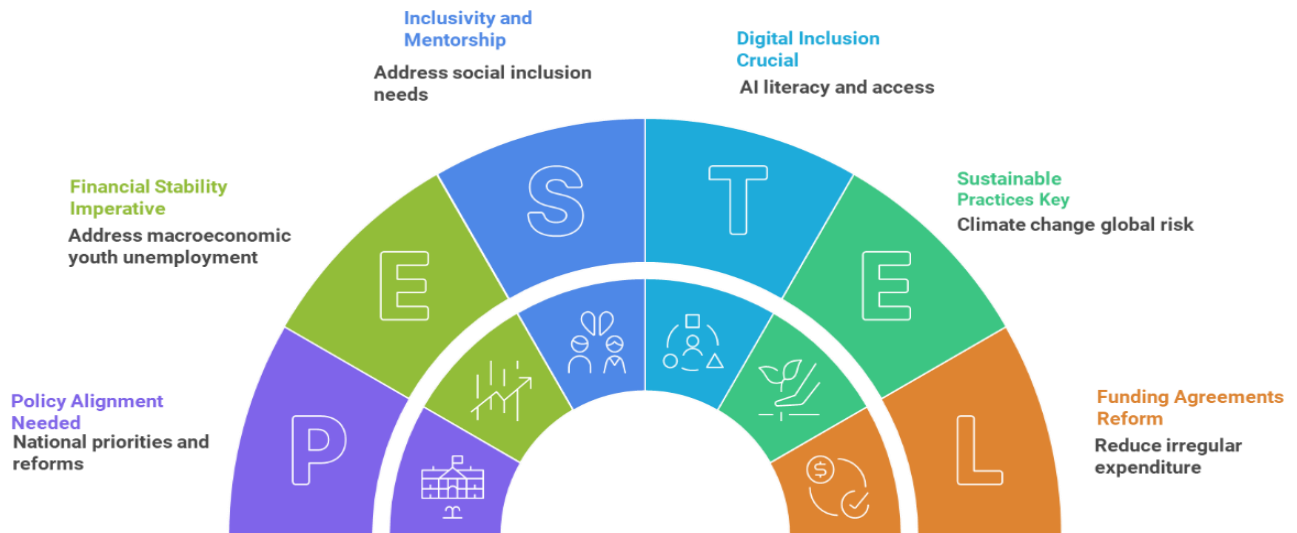 Inclusivity and
Mentorship
Address social inclusion
needs
Digital Inclusion
Crucial
AI literacy and access
Financial Stability
Imperative
Address macroeconomic
youth unemployment
Sustainable
Practices Key
Climate change global risk
Policy Alignment
Needed
National priorities and
reforms
Funding Agreements
Reform
Reduce irregular
expenditure
P
E
S
T
E
L
$